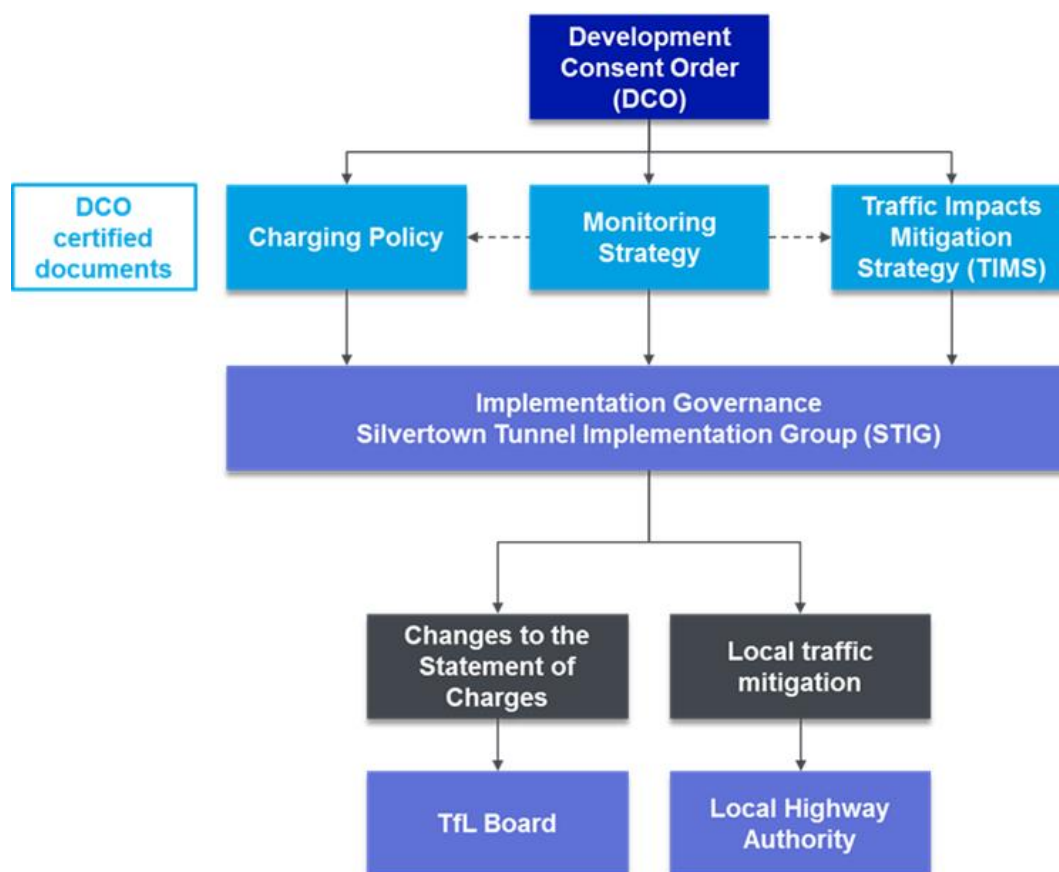 Development
Consent Order
(DCO)
DCO
certified
documents
Charging Policy
Monitoring
Strategy
Traffic Impacts
Mitigation
Strategy (TIMS)
Implementation Governance
Silvertown Tunnel Implementation Group (STIG)
Changes to the
Statement of
Charges
Local traffic
mitigation
TfL Board
Local Highway
Authority